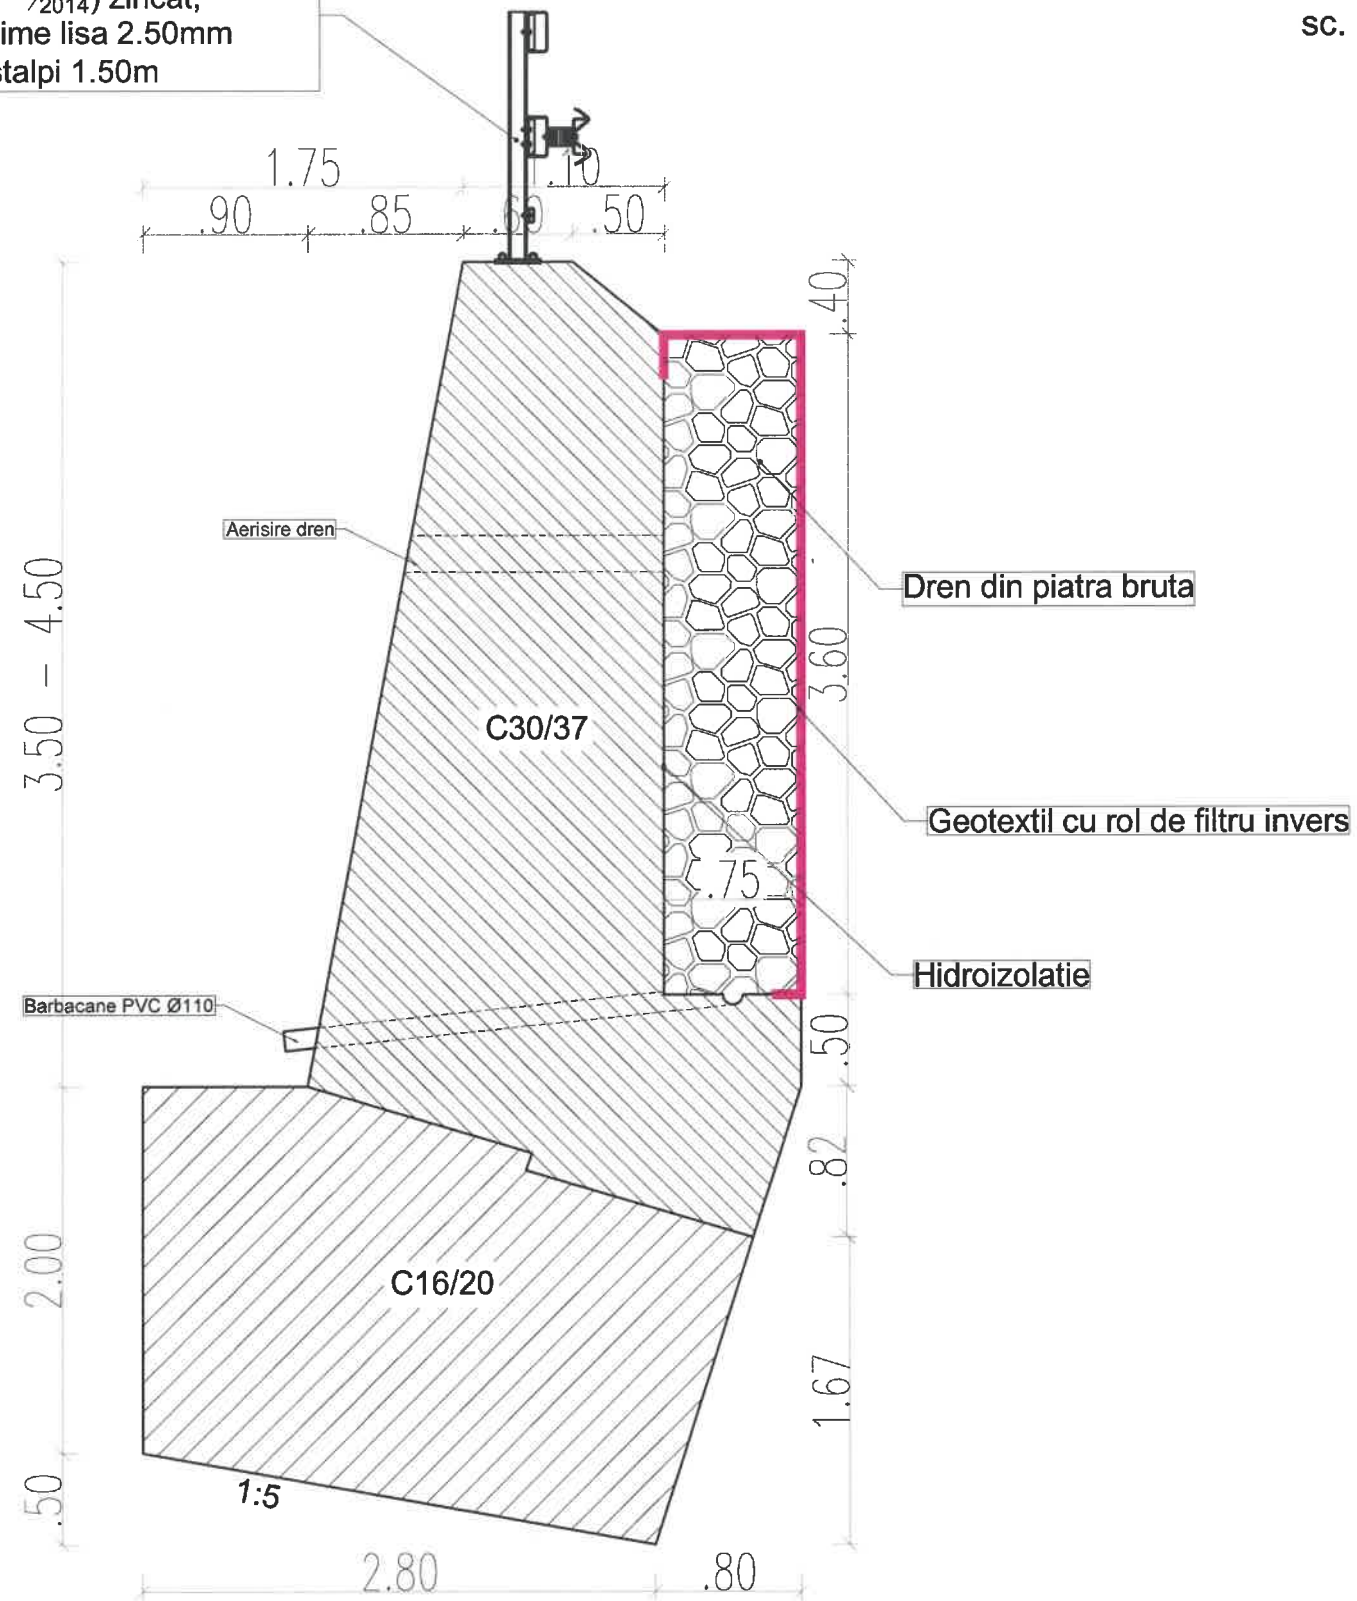 /2014) zincat,
ime lisa 2.50mm
stalpi 1.50m
sc.
1.75
1.10
.90
.85
.60
.50
.40
Aerisire dren
3.50 – 4.50
Dren din piatra bruta
3.60
C30/37
Geotextil cu rol de filtru invers
.75
Hidroizolatie
Barbacane PVC Ø110
.50
.82
2.00
C16/20
1.67
.50
1:5
2.80
.80